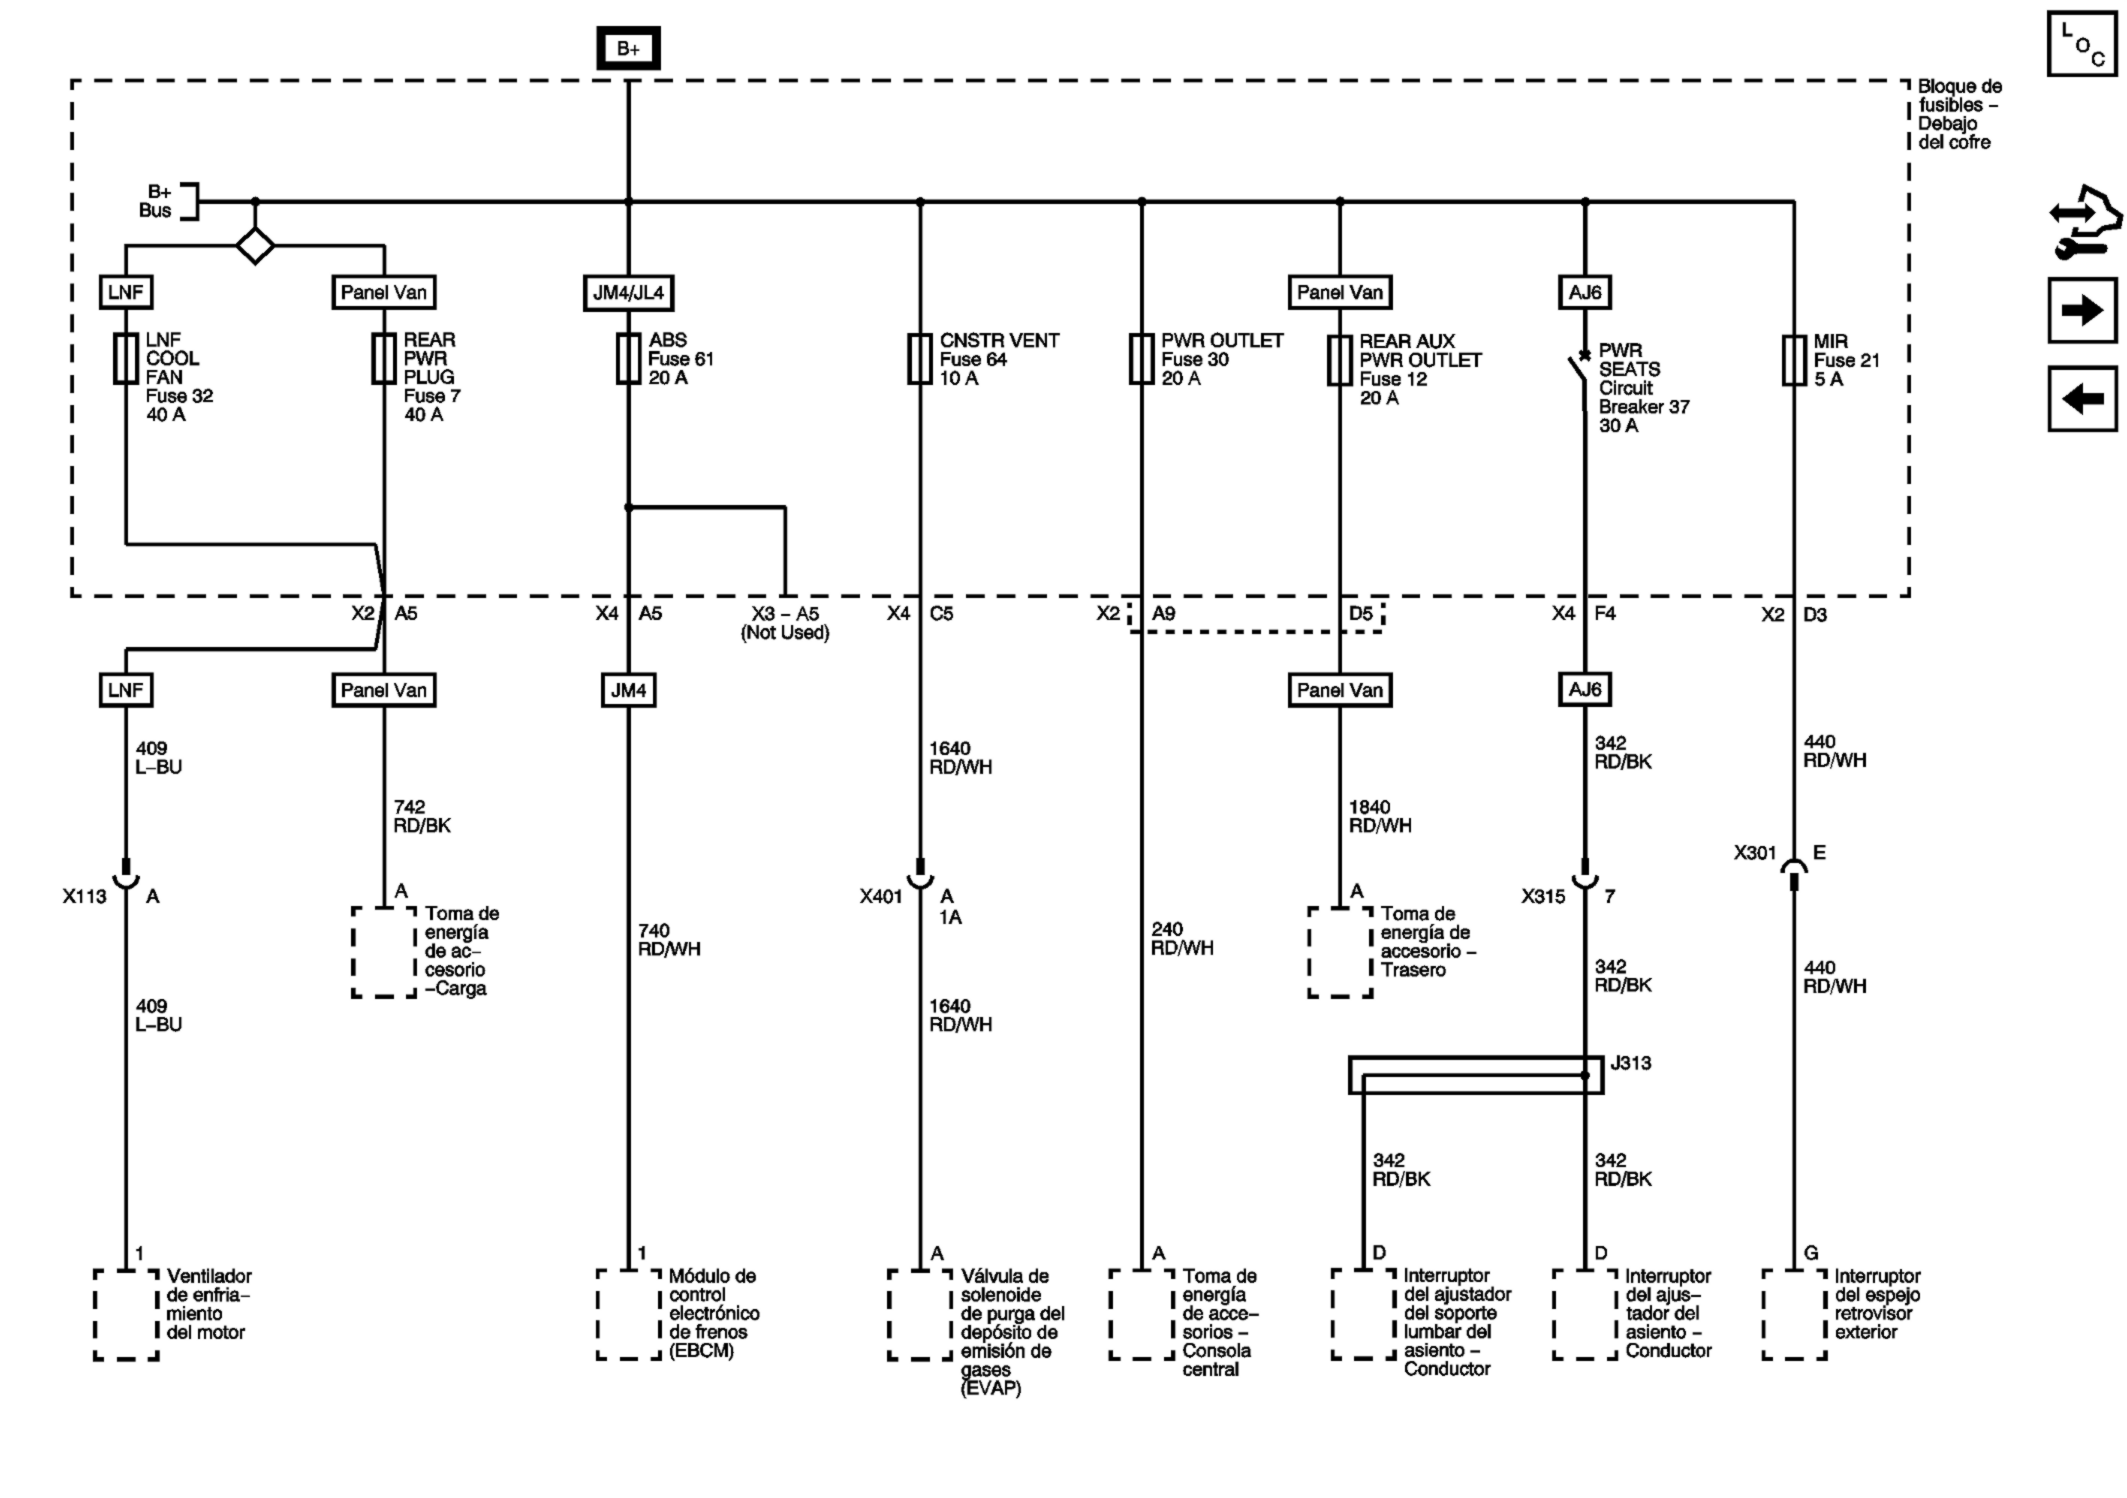 B+
L
O
C
Bloque de
fusibles –
Debajo
del cofre
B+
Bus
LNF
Panel Van
JM4/JL4
Panel Van
AJ6
LNF
COOL
FAN
Fuse 32
40 A
REAR
PWR
PLUG
Fuse 7
40 A
ABS
Fuse 61
20 A
CNSTR VENT
Fuse 64
10 A
PWR OUTLET
Fuse 30
20 A
REAR AUX
PWR OUTLET
Fuse 12
20 A
PWR
SEATS
Circuit
Breaker 37
30 A
MIR
Fuse 21
5 A
X2 A5
X4 A5
X3 – A5
(Not Used)
X4 C5
X2 A9
D5
X4 F4
X2 D3
LNF
Panel Van
JM4
Panel Van
AJ6
409
L–BU
742
RD/BK
740
RD/WH
1640
RD/WH
240
RD/WH
1840
RD/WH
342
RD/BK
440
RD/WH
X113 A
A
Toma de
energía
de ac–
cesorio
–Carga
X401 A
1A
A
Toma de
energía de
accesorio –
Trasero
X315 7
X301 E
409
L–BU
1640
RD/WH
342
RD/BK
440
RD/WH
J313
342
RD/BK
342
RD/BK
1
Ventilador
de enfria–
miento
del motor
1
Módulo de
control
electrónico
de frenos
(EBCM)
A
Válvula de
solenoide
de purga del
depósito de
emisión de
gases
(EVAP)
A
Toma de
energía
de acce–
sorios –
Consola
central
D
Interruptor
del ajustador
del soporte
lumbar del
asiento –
Conductor
D
Interruptor
del ajus–
tador del
asiento –
Conductor
G
Interruptor
del espejo
retrovisor
exterior